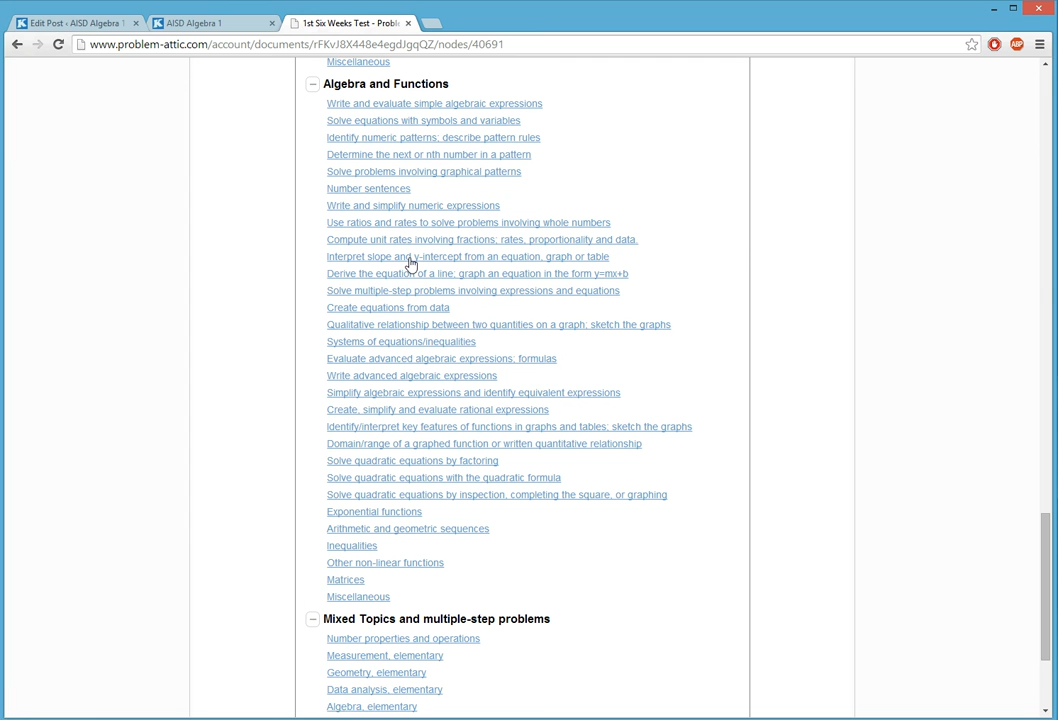 Edit Post ‹ AISD Algebra 1
AISD Algebra 1
1st Six Weeks Test - Proble
www.problem-attic.com/account/documents/rFKvJ8X448e4egdJgqQZ/nodes/40691
ABP
Miscellaneous
Algebra and Functions
Write and evaluate simple algebraic expressions
Solve equations with symbols and variables
Identify numeric patterns; describe pattern rules
Determine the next or nth number in a pattern
Solve problems involving graphical patterns
Number sentences
Write and simplify numeric expressions
Use ratios and rates to solve problems involving whole numbers
Compute unit rates involving fractions; rates, proportionality and data.
Interpret slope and y-intercept from an equation, graph or table
Derive the equation of a line; graph an equation in the form y=mx+b
Solve multiple-step problems involving expressions and equations
Create equations from data
Qualitative relationship between two quantities on a graph; sketch the graphs
Systems of equations/inequalities
Evaluate advanced algebraic expressions; formulas
Write advanced algebraic expressions
Simplify algebraic expressions and identify equivalent expressions
Create, simplify and evaluate rational expressions
Identify/interpret key features of functions in graphs and tables; sketch the graphs
Domain/range of a graphed function or written quantitative relationship
Solve quadratic equations by factoring
Solve quadratic equations with the quadratic formula
Solve quadratic equations by inspection, completing the square, or graphing
Exponential functions
Arithmetic and geometric sequences
Inequalities
Other non-linear functions
Matrices
Miscellaneous
Mixed Topics and multiple-step problems
Number properties and operations
Measurement, elementary
Geometry, elementary
Data analysis, elementary
Algebra, elementary